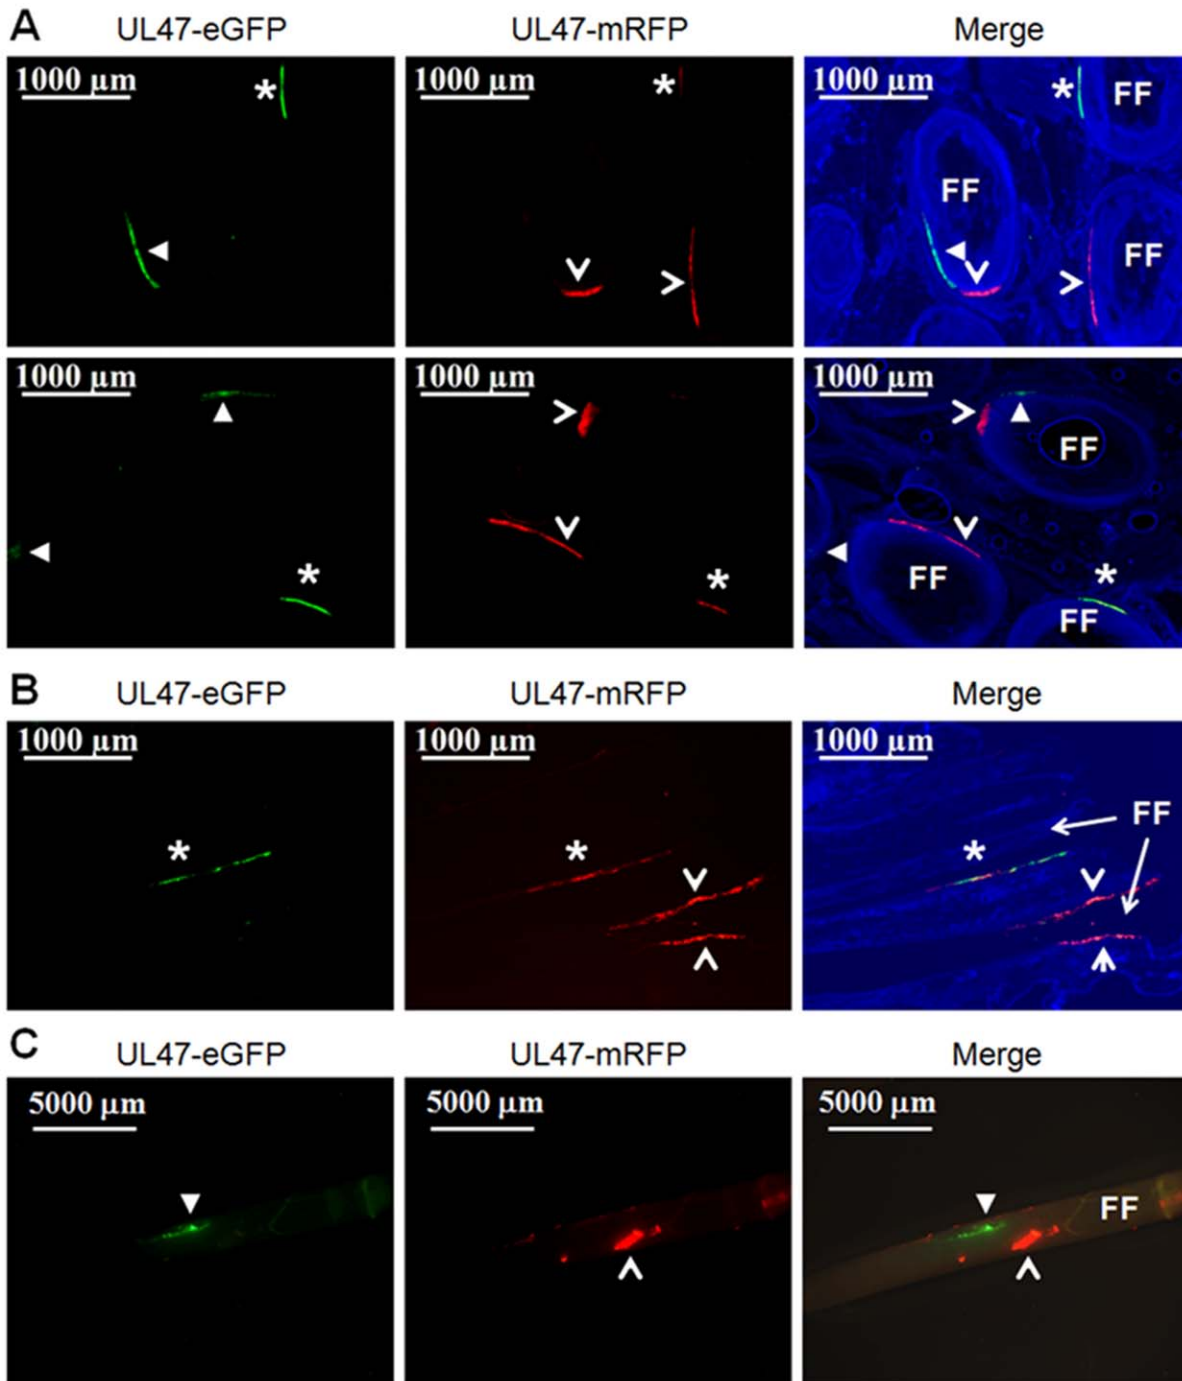 A
UL47-eGFP UL47-mRFP Merge
1000 µm 1000 µm 1000 µm
* * * FF
FF
FF
1000 µm 1000 µm 1000 µm
FF
* * *
FF
FF
B
UL47-eGFP UL47-mRFP Merge
1000 µm 1000 µm 1000 µm
FF
* * *
C
UL47-eGFP UL47-mRFP Merge
5000 µm 5000 µm 5000 µm
FF